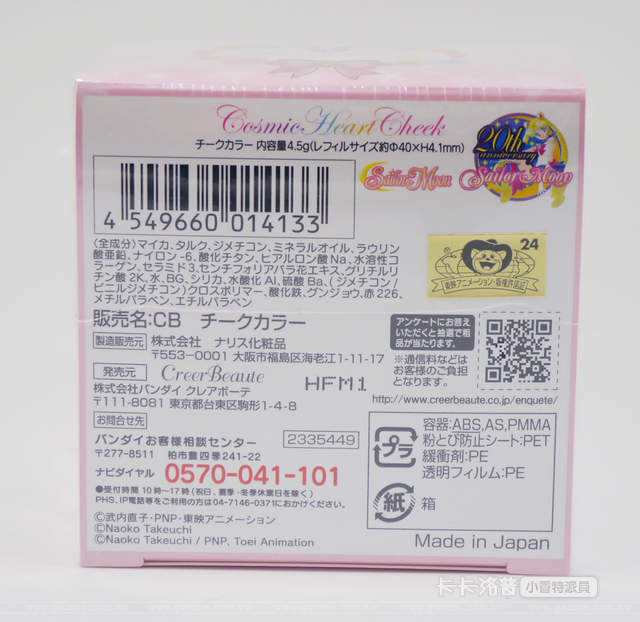 Cosmic Heart Cheek
チークカラー 内容量4.5g(レフィルサイズ約Φ40×H4.1mm)
4 549660 014133
Sailor Moon
20th
anniversary
Sailor Moon
〈全成分〉マイカ、タルク、ジメチコン、ミネラルオイル、ラウリン
酸亜鉛、ナイロン-6、酸化チタン、ヒアルロン酸Na、水溶性コ
ラーゲン、セラミド3、センチフォリアバラ花エキス、グリチルリ
チン酸2K、水、BG、シリカ、水酸化Al、硫酸Ba、(ジメチコン/
ビニルジメチコン)クロスポリマー、酸化鉄、グンジョウ、赤226、
メチルパラベン、エチルパラベン
24
東映アニメーション・版権許諾証
販売名:CB チークカラー
製造販売元 株式会社 ナリス化粧品
〒553-0001 大阪市福島区海老江1-11-17
発売元 CreerBeaute
HFM1
株式会社バンダイ クレアボーテ
〒111-8081 東京都台東区駒形1-4-8
アンケートにお答え
いただくと抽選で粗
品が当たります。
※通信料などは
お客様のご負担
となります。
http://www.creerbeaute.co.jp/enquete/
お問合せ先
バンダイお客様相談センター
2335449
〒277-8511 柏市豊四季241-22
ナビダイヤル 0570-041-101
●受付時間 10時~17時(祝日、夏季・冬季休業日を除く)
PHS、IP電話等をご利用の方は04-7146-0371におかけください。
©武内直子・PNP・東映アニメーション
©Naoko Takeuchi
©Naoko Takeuchi / PNP, Toei Animation
プラ
容器:ABS,AS,PMMA
粉とび防止シート:PET
緩衝剤:PE
透明フィルム:PE
紙
箱
Made in Japan
卡卡洛普 小番特派員